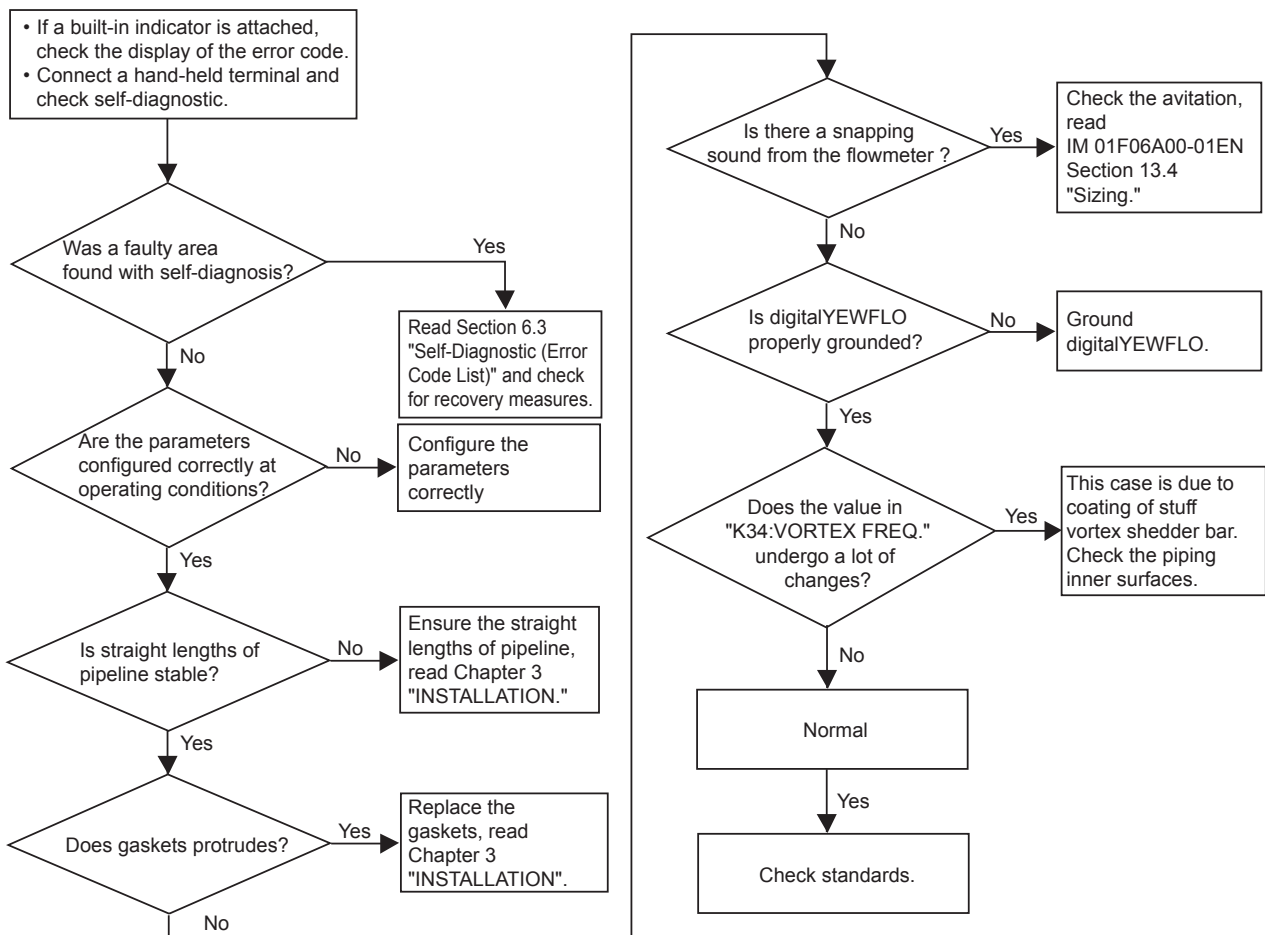 • If a built-in indicator is attached,
check the display of the error code.
• Connect a hand-held terminal and
check self-diagnostic.
Was a faulty area
found with self-diagnosis?
Yes
Read Section 6.3
"Self-Diagnostic (Error
Code List)" and check
for recovery measures.
No
Are the parameters
configured correctly at
operating conditions?
No
Configure the
parameters
correctly
Yes
Is straight lengths of
pipeline stable?
No
Ensure the straight
lengths of pipeline,
read Chapter 3
"INSTALLATION."
Yes
Does gaskets protrudes?
Yes
Replace the
gaskets, read
Chapter 3
"INSTALLATION".
No
Is there a snapping
sound from the flowmeter ?
Yes
Check the avitation,
read
IM 01F06A00-01EN
Section 13.4
"Sizing."
No
Is digitalYEWFLO
properly grounded?
No
Ground
digitalYEWFLO.
Yes
Does the value in
"K34:VORTEX FREQ."
undergo a lot of
changes?
Yes
This case is due to
coating of stuff
vortex shedder bar.
Check the piping
inner surfaces.
No
Normal
Yes
Check standards.